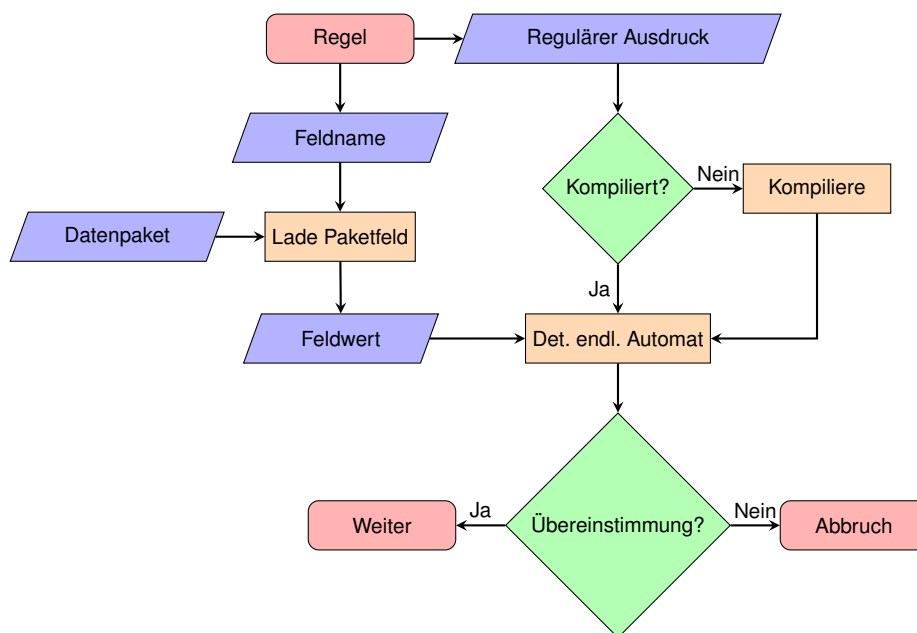 Regel
Regulärer Ausdruck
Feldname
Kompiliert?
Nein
Kompiliere
Datenpaket
Lade Paketfeld
Ja
Feldwert
Det. endl. Automat
Weiter
Ja
Übereinstimmung?
Nein
Abbruch